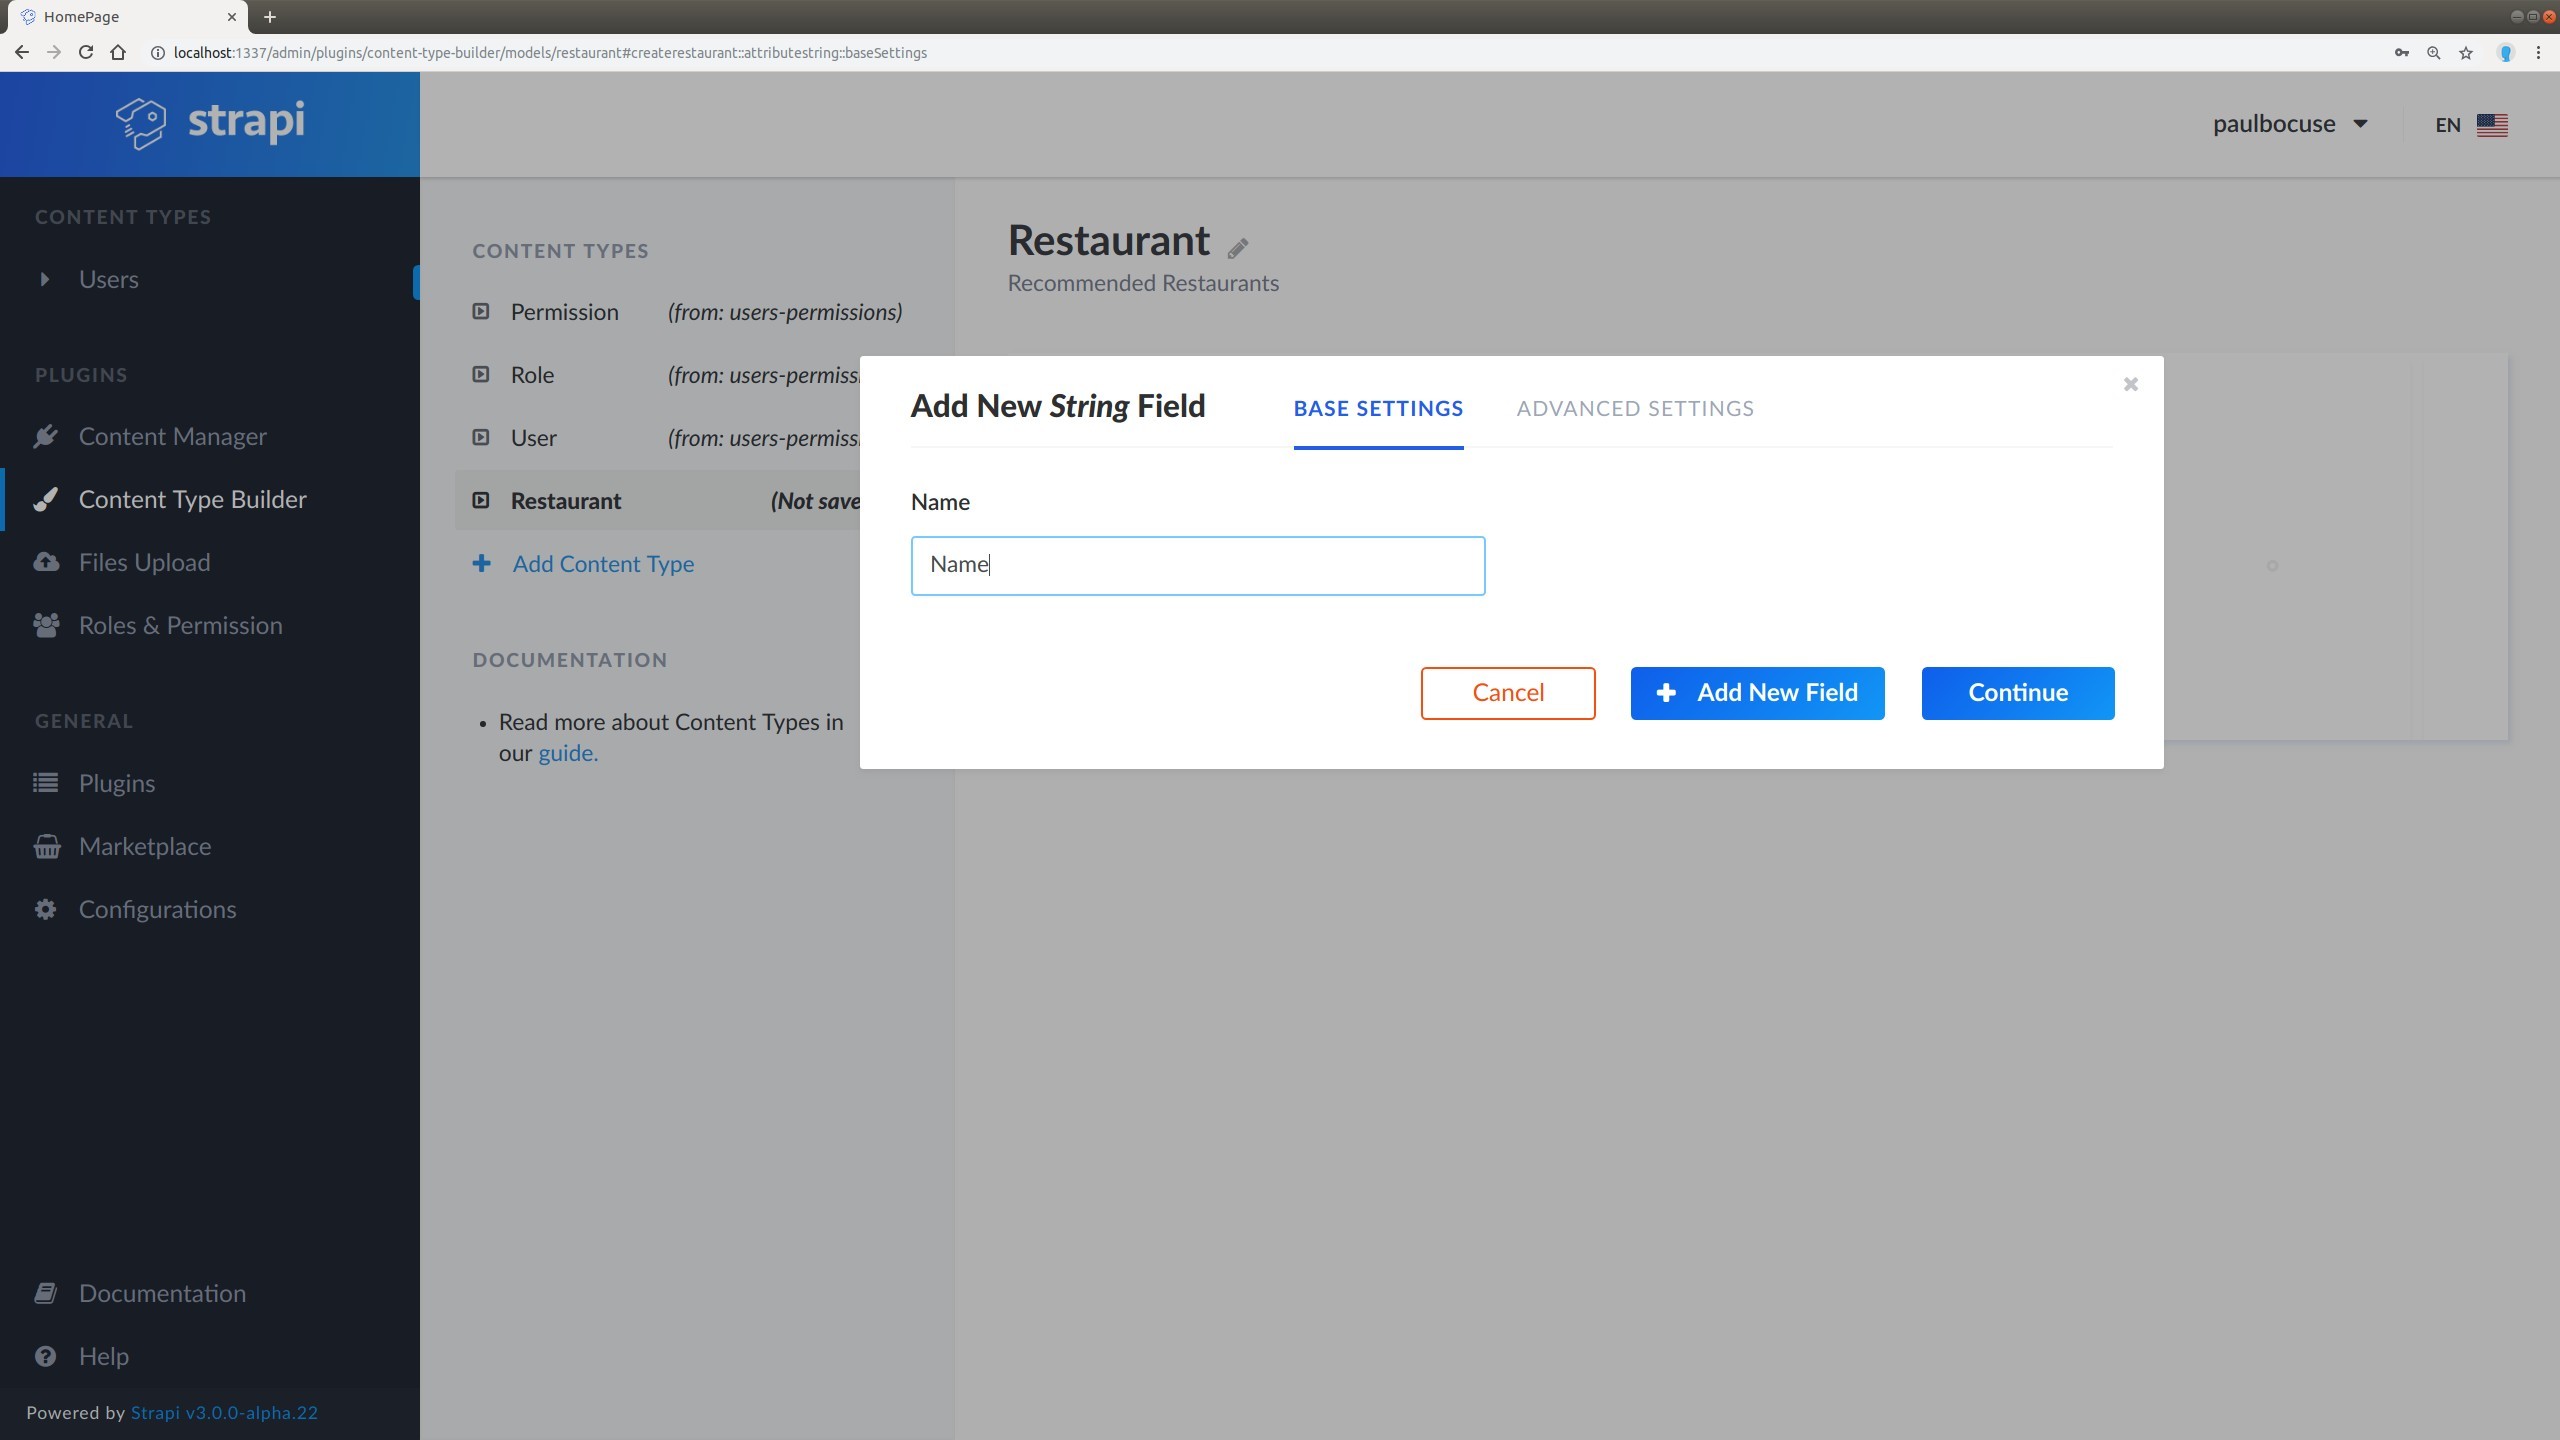 HomePage
localhost:1337/admin/plugins/content-type-builder/models/restaurant#createrestaurant::attributestring::baseSettings
strapi
paulbocuse
EN
CONTENT TYPES
Users
PLUGINS
Content Manager
Content Type Builder
Files Upload
Roles & Permission
GENERAL
Plugins
Marketplace
Configurations
Documentation
Help
Powered by Strapi v3.0.0-alpha.22
CONTENT TYPES
Permission (from: users-permissions)
Role (from: users-permiss
User (from: users-permiss
Restaurant (Not save
Add Content Type
DOCUMENTATION
• Read more about Content Types in
our guide.
Restaurant
Recommended Restaurants
Add New String Field
BASE SETTINGS
ADVANCED SETTINGS
Name
Name
Cancel
Add New Field
Continue